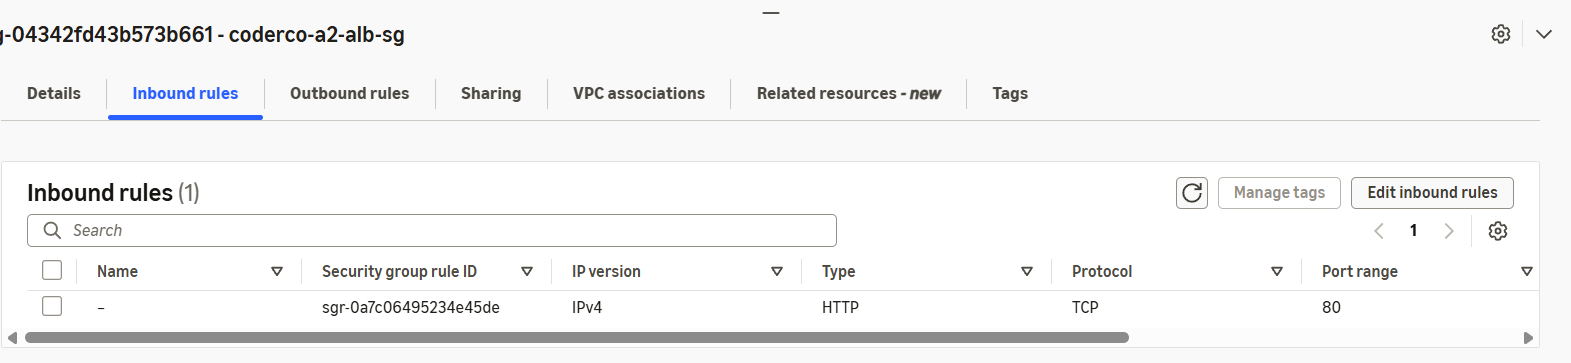 g-04342fd43b573b661 - coderco-a2-alb-sg
Details Inbound rules Outbound rules Sharing VPC associations Related resources - new Tags
Inbound rules (1)
Manage tags Edit inbound rules
Search
1
Name Security group rule ID IP version Type Protocol Port range
– sgr-0a7c06495234e45de IPv4 HTTP TCP 80